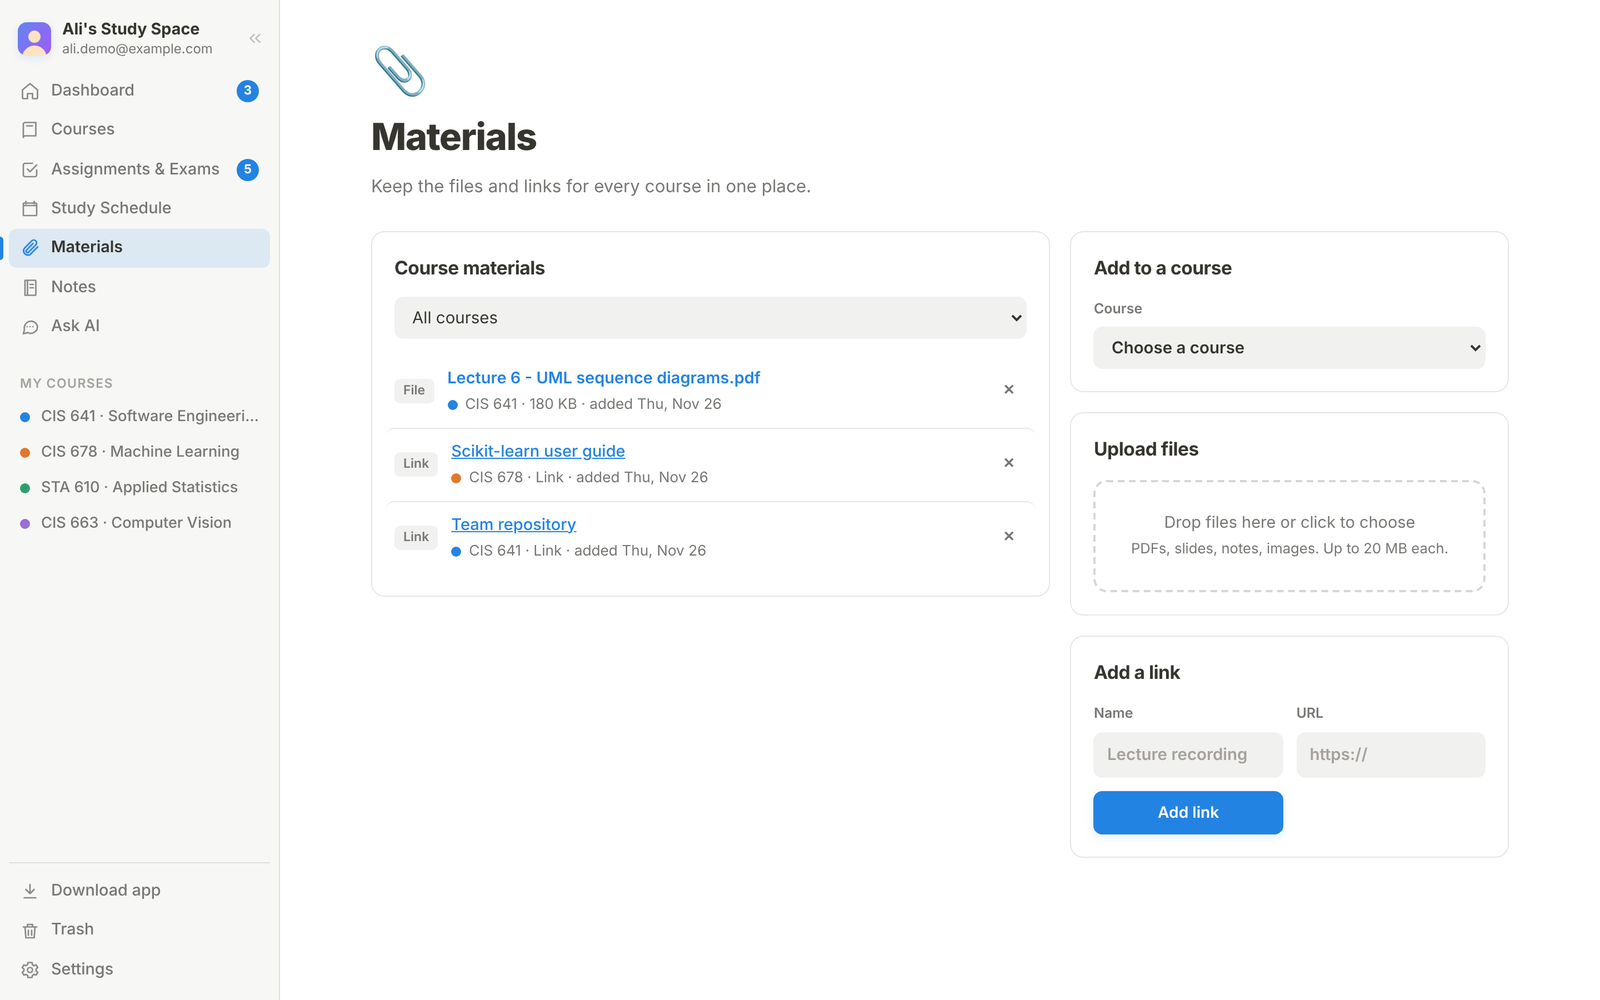 Ali's Study Space
ali.demo@example.com
Dashboard 3
Courses
Assignments & Exams 5
Study Schedule
Materials
Notes
Ask AI
MY COURSES
CIS 641 · Software Engineeri...
CIS 678 · Machine Learning
STA 610 · Applied Statistics
CIS 663 · Computer Vision
Download app
Trash
Settings
Materials
Keep the files and links for every course in one place.
Course materials
All courses
File
Lecture 6 - UML sequence diagrams.pdf
CIS 641 · 180 KB · added Thu, Nov 26
Link
Scikit-learn user guide
CIS 678 · Link · added Thu, Nov 26
Link
Team repository
CIS 641 · Link · added Thu, Nov 26
Add to a course
Course
Choose a course
Upload files
Drop files here or click to choose
PDFs, slides, notes, images. Up to 20 MB each.
Add a link
Name URL
Lecture recording https://
Add link